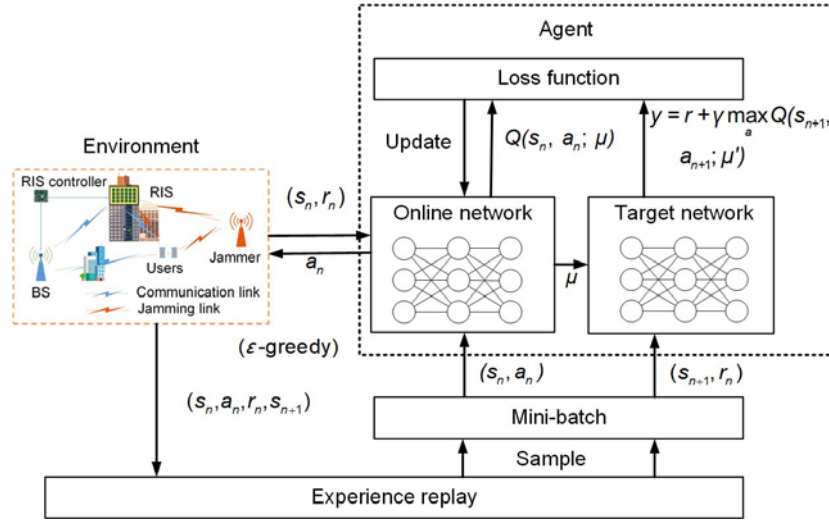 Agent
Loss function
Update
Q(sₙ, aₙ; μ)
y = r + γ max Q(sₙ₊₁,
a
aₙ₊₁; μ')
Environment
RIS controller
RIS
BS
Users
Jammer
Communication link
Jamming link
(sₙ, rₙ)
aₙ
Online network
μ
Target network
(ε-greedy)
(sₙ, aₙ)
(sₙ₊₁, rₙ)
(sₙ, aₙ, rₙ, sₙ₊₁)
Mini-batch
Sample
Experience replay